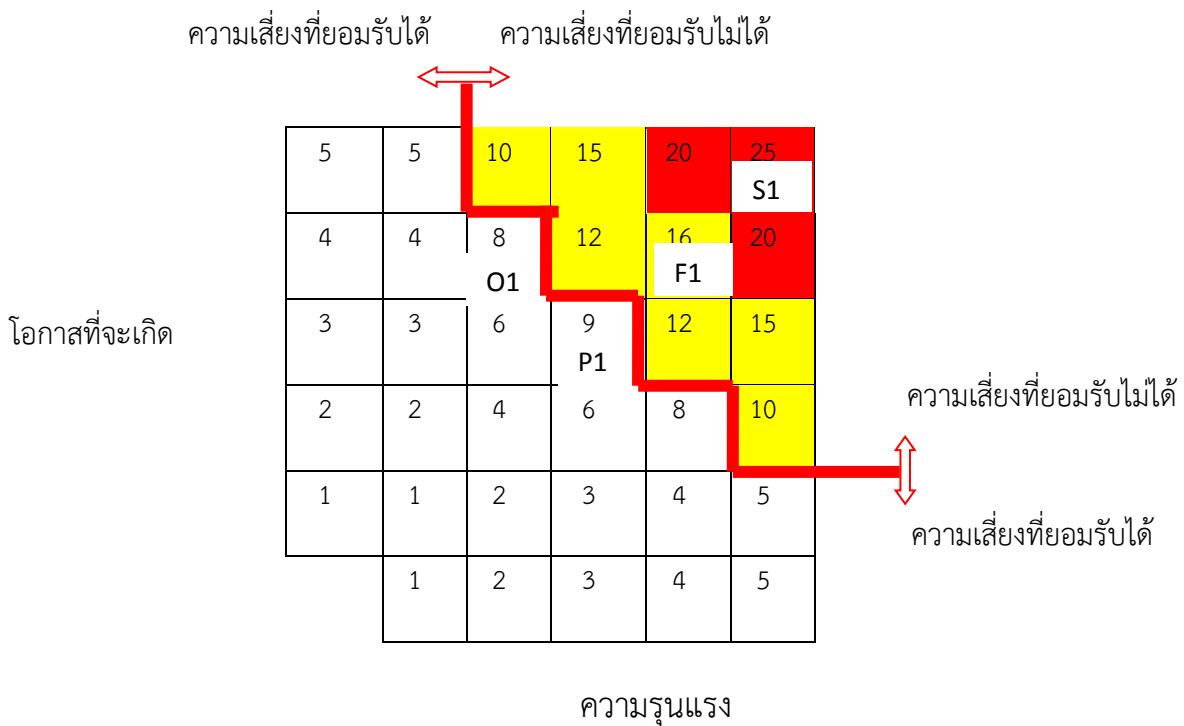 ความเสี่ยงที่ยอมรับได้ ความเสี่ยงที่ยอมรับไม่ได้
5 5 10 15 20 25
S1
4 4 8 12 16 20
O1 F1
โอกาสที่จะเกิด
3 3 6 9 12 15
P1
ความเสี่ยงที่ยอมรับไม่ได้
2 2 4 6 8 10
1 1 2 3 4 5
ความเสี่ยงที่ยอมรับได้
1 2 3 4 5
ความรุนแรง